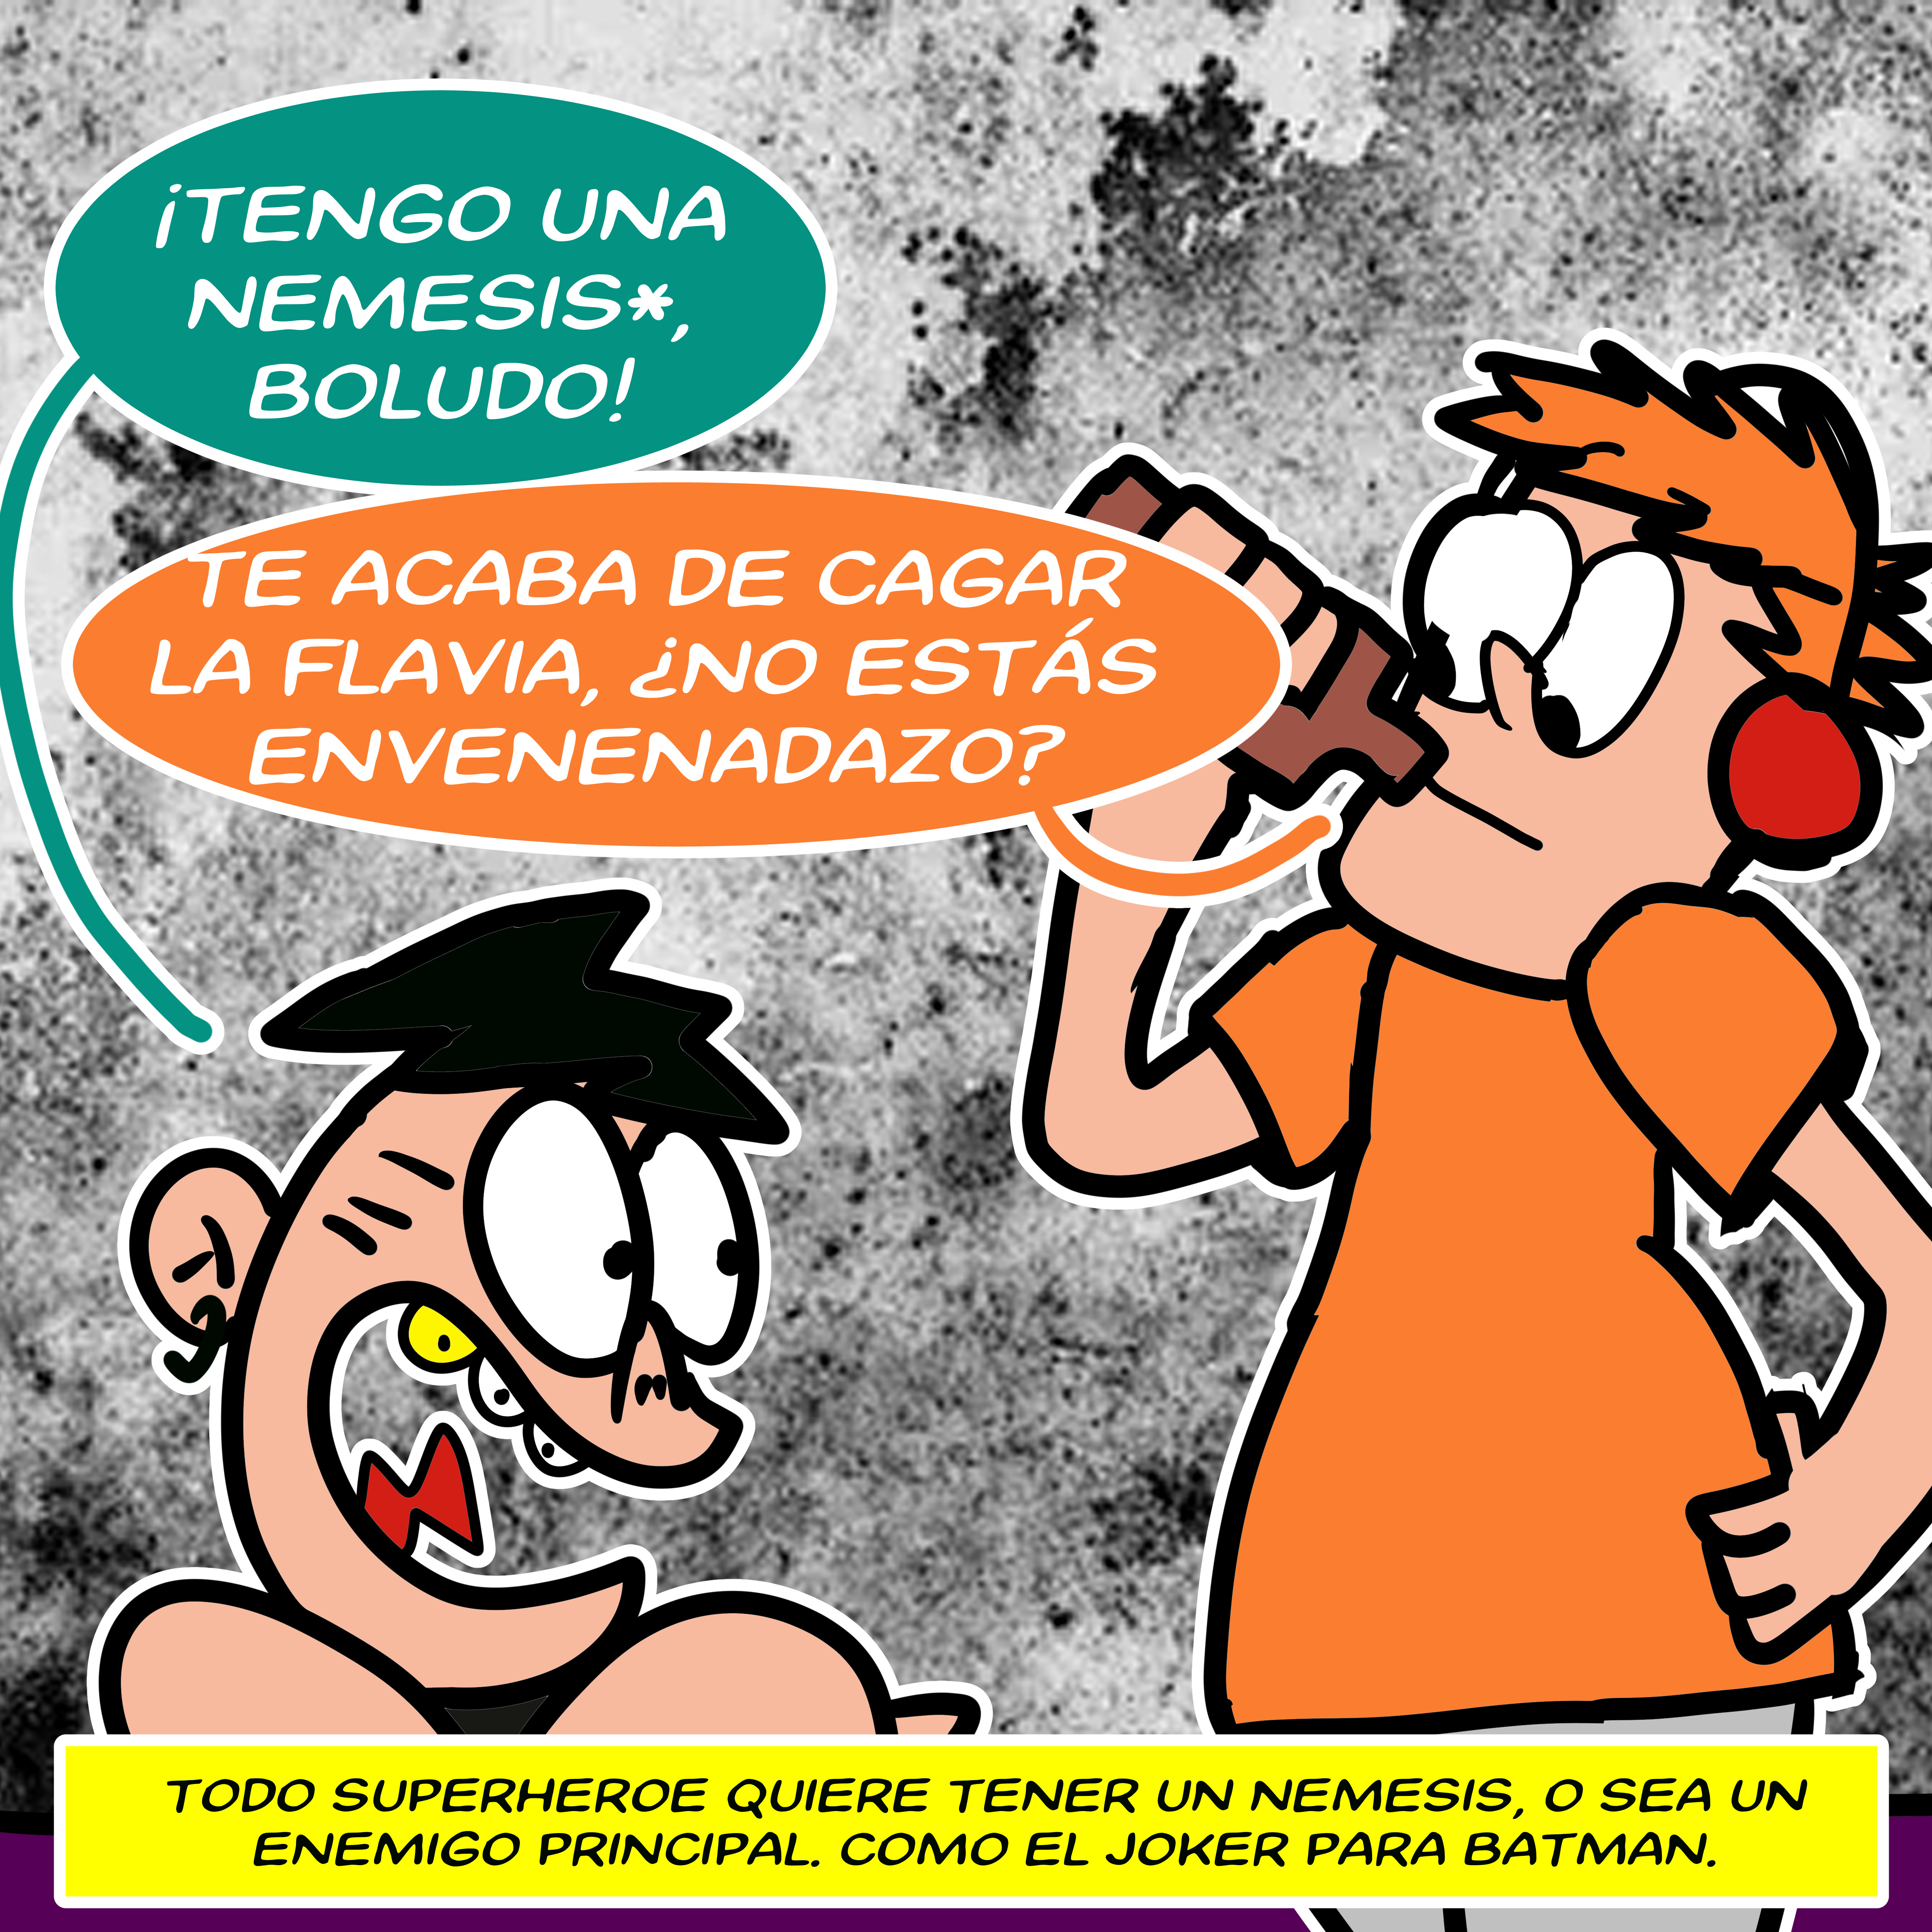 ¡TENGO UNA
NEMESIS*,
BOLUDO!
TE ACABA DE CAGAR
LA FLAVIA, ¿NO ESTÁS
ENVENENADAZO?
TODO SUPERHEROE QUIERE TENER UN NEMESIS, O SEA UN
ENEMIGO PRINCIPAL. COMO EL JOKER PARA BATMAN.